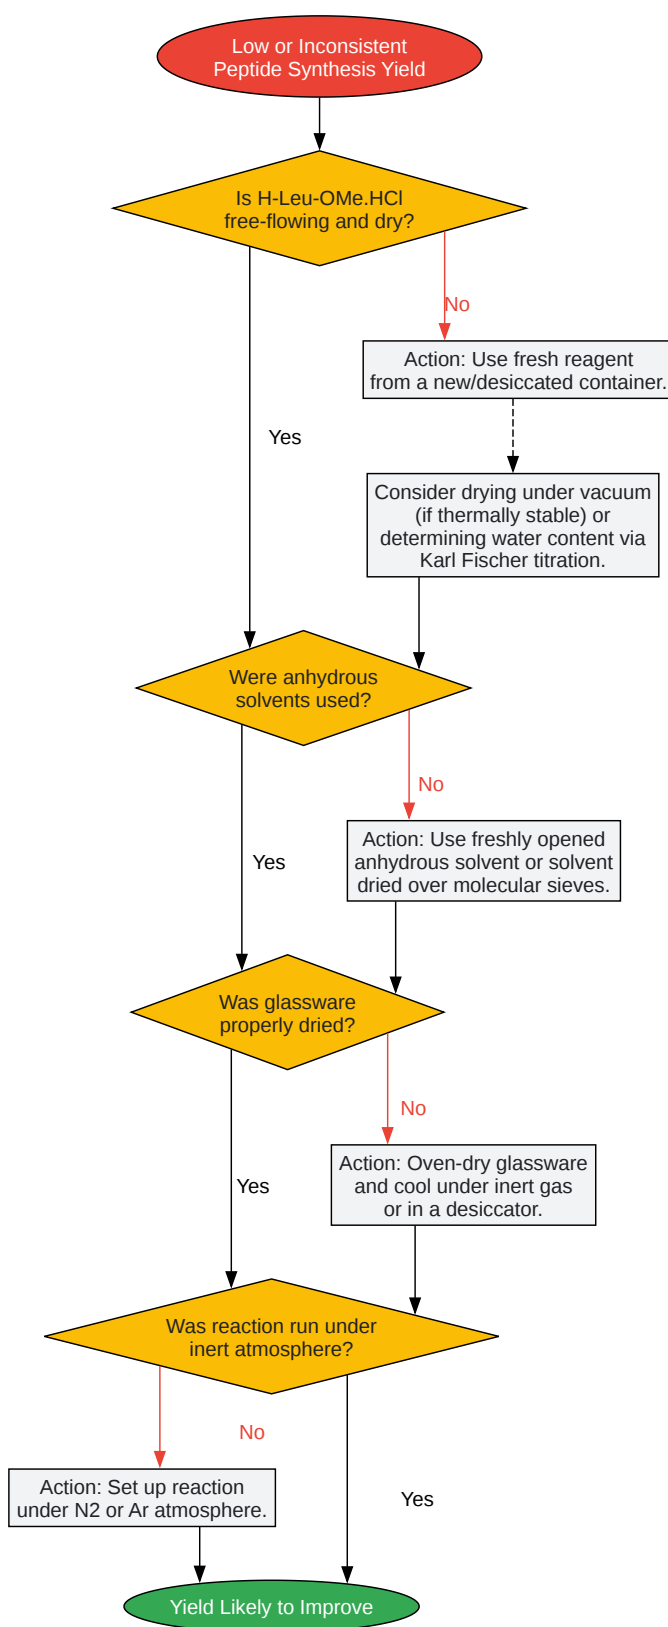 Low or Inconsistent
Peptide Synthesis Yield
Is H-Leu-OMe.HCl
free-flowing and dry?
No
Action: Use fresh reagent
from a new/desiccated container.
Yes
Consider drying under vacuum
(if thermally stable) or
determining water content via
Karl Fischer titration.
Were anhydrous
solvents used?
No
Action: Use freshly opened
anhydrous solvent or solvent
dried over molecular sieves.
Yes
Was glassware
properly dried?
No
Action: Oven-dry glassware
and cool under inert gas
or in a desiccator.
Yes
Was reaction run under
inert atmosphere?
No
Action: Set up reaction
under N2 or Ar atmosphere.
Yes
Yield Likely to Improve